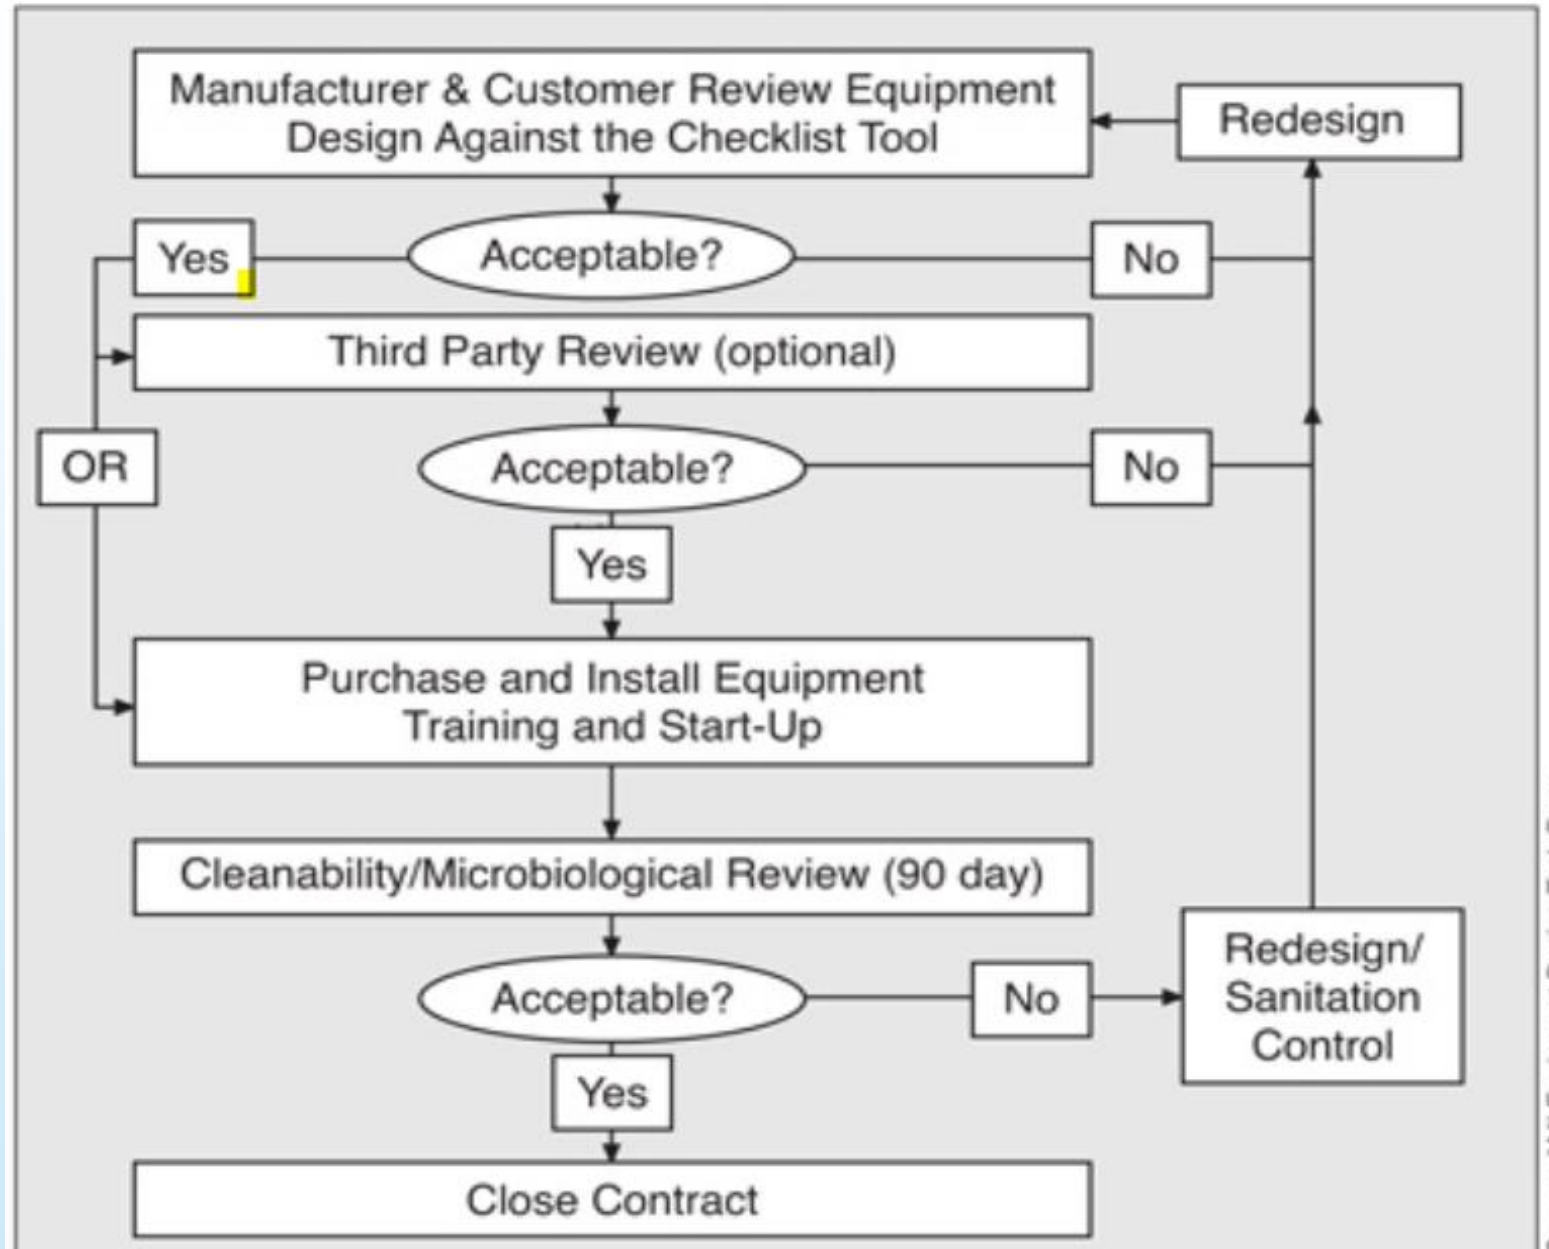 Manufacturer & Customer Review Equipment
Design Against the Checklist Tool
Redesign
Yes
Acceptable?
No
Third Party Review (optional)
OR
Acceptable?
No
Yes
Purchase and Install Equipment
Training and Start-Up
Cleanability/Microbiological Review (90 day)
Acceptable?
No
Redesign/
Sanitation
Control
Yes
Close Contract